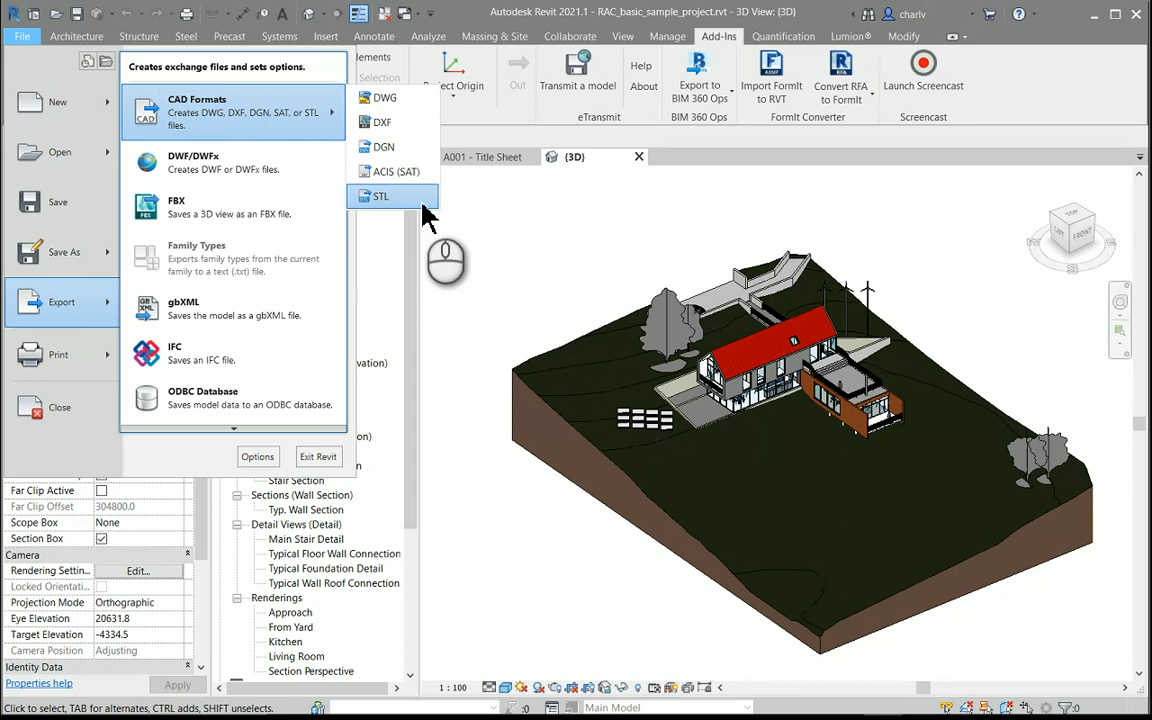 Autodesk Revit 2021.1 - RAC_basic_sample_project.rvt - 3D View: {3D}
charlv
File Architecture Structure Steel Precast Systems Insert Annotate Analyze Massing & Site Collaborate View Manage Add-Ins Quantification Lumion® Modify
Creates exchange files and sets options.
New
Open
Save
Save As
Export
Print
Close
CAD
CAD Formats
Creates DWG, DXF, DGN, SAT, or STL
files.
DWF/DWFx
Creates DWF or DWFx files.
FBX
Saves a 3D view as an FBX file.
Family Types
Exports family types from the current
family to a text (.txt) file.
gbXML
Saves the model as a gbXML file.
IFC
Saves an IFC file.
ODBC Database
Saves model data to an ODBC database.
Options
Exit Revit
DWG
DXF
DGN
ACIS (SAT)
STL
lements
Selection
oject Origin
Out
Transmit a model
Help
About
eTransmit
Export to
BIM 360 Ops
BIM 360 Ops
Import FormIt
to RVT
Convert RFA
to FormIt
FormIt Converter
Launch Screencast
Screencast
A001 - Title Sheet
{3D}
TOP
LEFT
FRONT
vation)
on)
Stair Section
Sections (Wall Section)
Typ. Wall Section
Detail Views (Detail)
Main Stair Detail
Typical Floor Wall Connection
Typical Foundation Detail
Typical Wall Roof Connection
Renderings
Approach
From Yard
Kitchen
Living Room
Section Perspective
Far Clip Active
Far Clip Offset 304800.0
Scope Box None
Section Box
Camera
Rendering Settin... Edit...
Locked Orientati...
Projection Mode Orthographic
Eye Elevation 20631.8
Target Elevation -4334.5
Camera Position Adjusting
Identity Data
Properties help
Apply
1 : 100
Click to select, TAB for alternates, CTRL adds, SHIFT unselects.
:0
Main Model
:0